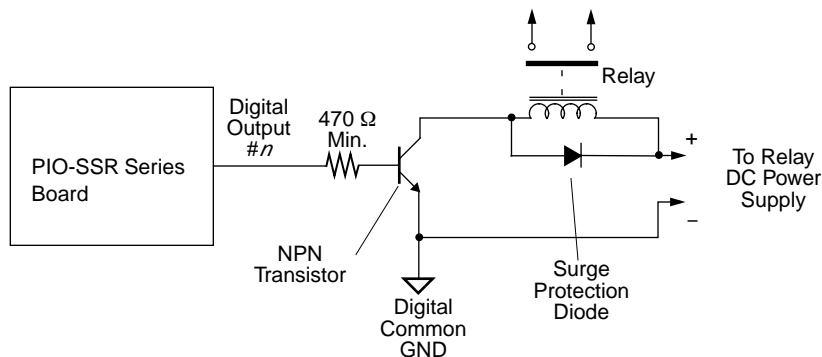 Relay
Digital
Output
#n
470 Ω
Min.
PIO-SSR Series
Board
+
To Relay
DC Power
Supply
–
NPN
Transistor
Surge
Protection
Diode
Digital
Common
GND